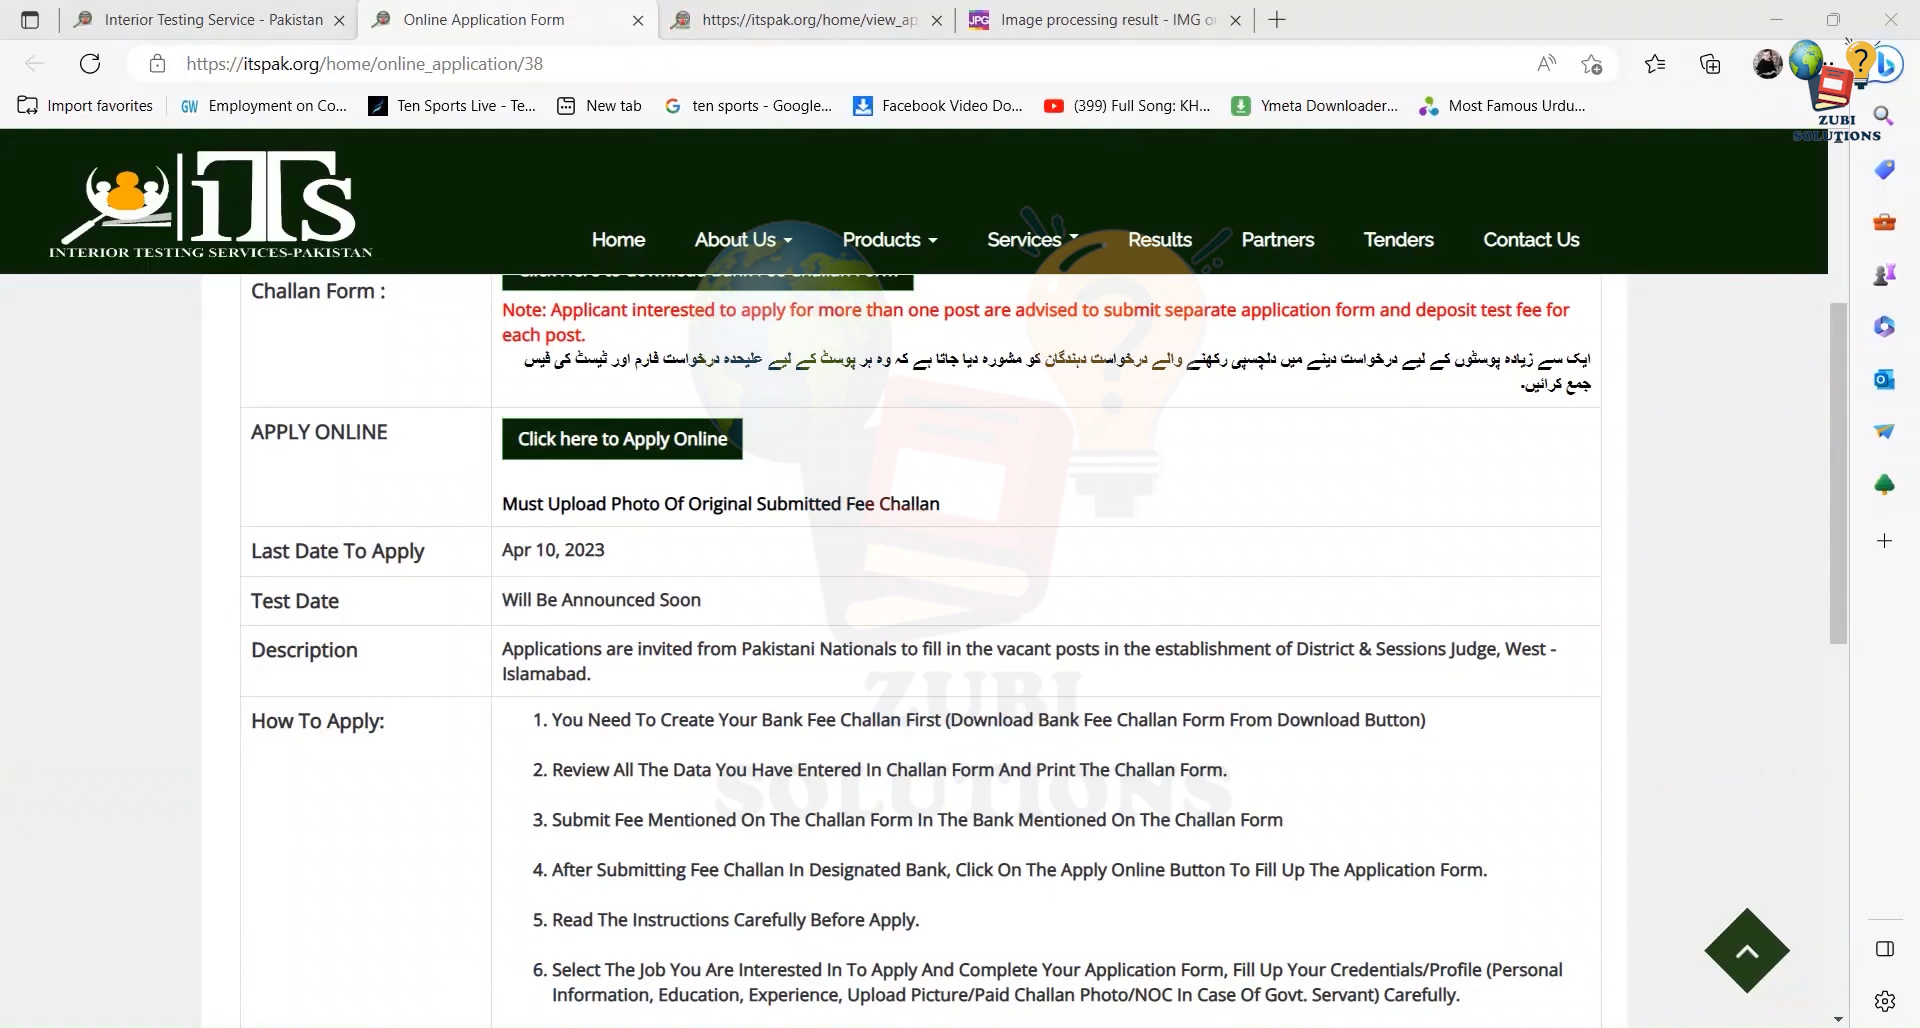 Interior Testing Service - Pakistan
Online Application Form
https://itspak.org/home/view_ap
JPG
Image processing result - IMG o
https://itspak.org/home/online_application/38
Import favorites
GW Employment on Co...
Ten Sports Live - Te...
New tab
ten sports - Google...
Facebook Video Do...
(399) Full Song: KH...
Ymeta Downloader...
Most Famous Urdu...
ZUBI
SOLUTIONS
iTs
INTERIOR TESTING SERVICES-PAKISTAN
Home
About Us
Products
Services
Results
Partners
Tenders
Contact Us
Challan Form :
Click Here to download Bank Fee Challan Form
Note: Applicant interested to apply for more than one post are advised to submit separate application form and deposit test fee for
each post.
ایک سے زیادہ پوسٹوں کے لیے درخواست دینے میں دلچسپی رکھنے والے درخواست دہندگان کو مشورہ دیا جاتا ہے کہ وہ ہر پوسٹ کے لیے علیحدہ درخواست فارم اور ٹیسٹ کی فیس
جمع کرائیں۔
APPLY ONLINE
Click here to Apply Online
Must Upload Photo Of Original Submitted Fee Challan
Last Date To Apply
Apr 10, 2023
Test Date
Will Be Announced Soon
Description
Applications are invited from Pakistani Nationals to fill in the vacant posts in the establishment of District & Sessions Judge, West -
Islamabad.
ZUBI
SOLUTIONS
How To Apply:
1. You Need To Create Your Bank Fee Challan First (Download Bank Fee Challan Form From Download Button)
2. Review All The Data You Have Entered In Challan Form And Print The Challan Form.
3. Submit Fee Mentioned On The Challan Form In The Bank Mentioned On The Challan Form
4. After Submitting Fee Challan In Designated Bank, Click On The Apply Online Button To Fill Up The Application Form.
5. Read The Instructions Carefully Before Apply.
6. Select The Job You Are Interested In To Apply And Complete Your Application Form, Fill Up Your Credentials/Profile (Personal
Information, Education, Experience, Upload Picture/Paid Challan Photo/NOC In Case Of Govt. Servant) Carefully.